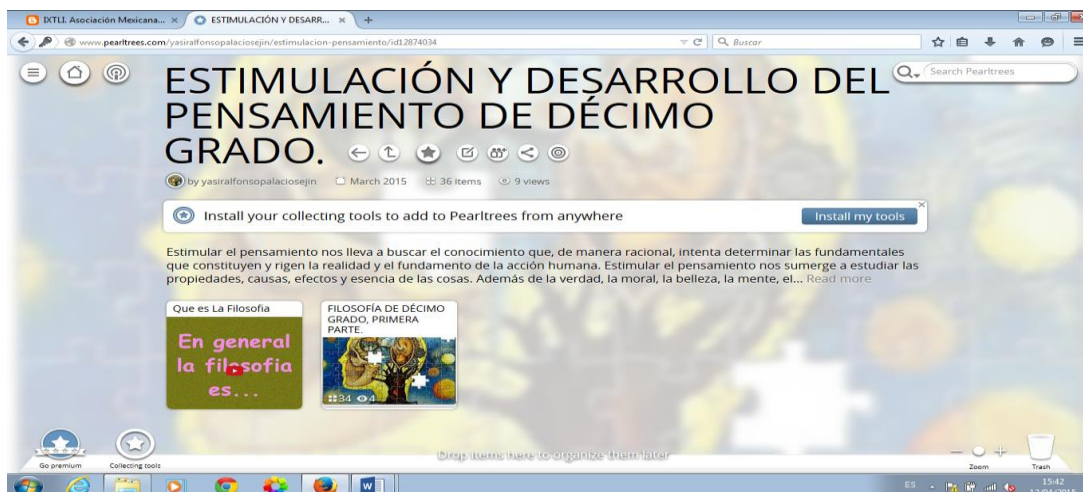 IXTLI. Asociación Mexicana...
ESTIMULACIÓN Y DESARR...
www.pearltrees.com/yasiralfonsopalaciosejin/estimulacion-pensamiento/id12874034
Buscar
ESTIMULACIÓN Y DESARROLLO DEL
PENSAMIENTO DE DÉCIMO
GRADO.
Search Pearltrees
by yasiralfonsopalaciosejin March 2015 36 items 9 views
Install your collecting tools to add to Pearltrees from anywhere
Install my tools
Estimular el pensamiento nos lleva a buscar el conocimiento que, de manera racional, intenta determinar las fundamentales
que constituyen y rigen la realidad y el fundamento de la acción humana. Estimular el pensamiento nos sumerge a estudiar las
propiedades, causas, efectos y esencia de las cosas. Además de la verdad, la moral, la belleza, la mente, el... Read more
Que es La Filosofia
En general
la filosofia
es...
FILOSOFÍA DE DÉCIMO
GRADO, PRIMERA
PARTE.
34 4
Drop items here to organize them later
Go premium
Collecting tools
Zoom
Trash
ES
15:42